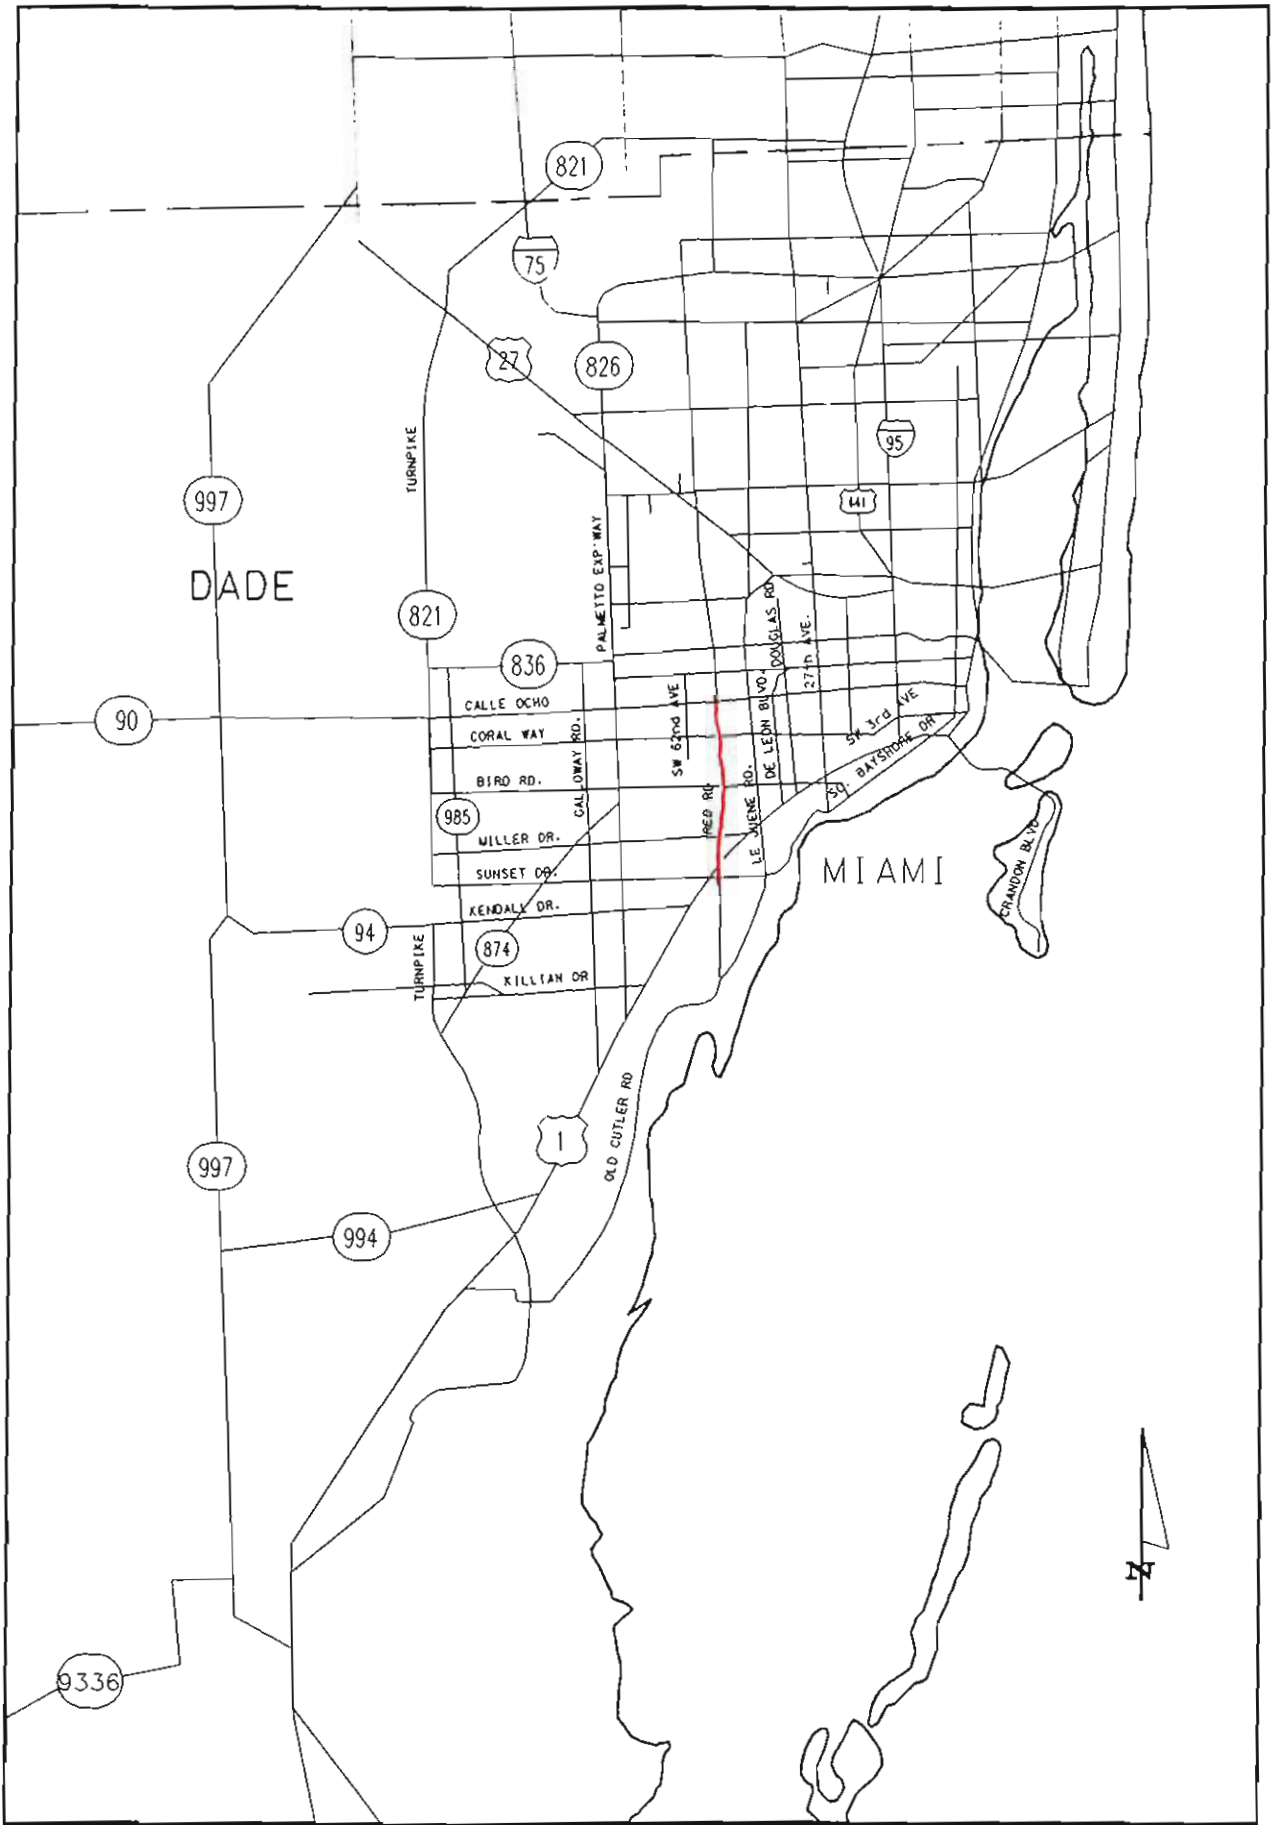 821
75
27
826
TURNPIKE
95
997
441
PALMETTO EXP'WAY
DADE
DOUGLAS RD
821
27th AVE.
836
SW 62nd AVE
DE LEON BLVD.
CALLE OCHO
90
SW 3rd AVE
CORAL WAY
GALLOWAY RD.
SO. BAYSHORE DR
BIRD RD.
985
RED RD.
LE JUENE RD.
MILLER DR.
MIAMI
SUNSET DR.
CRANDON BLVD
KENDALL DR.
94
874
TURNPIKE
KILLIAN DR
1
OLD CUTLER RD
997
994
N
9336